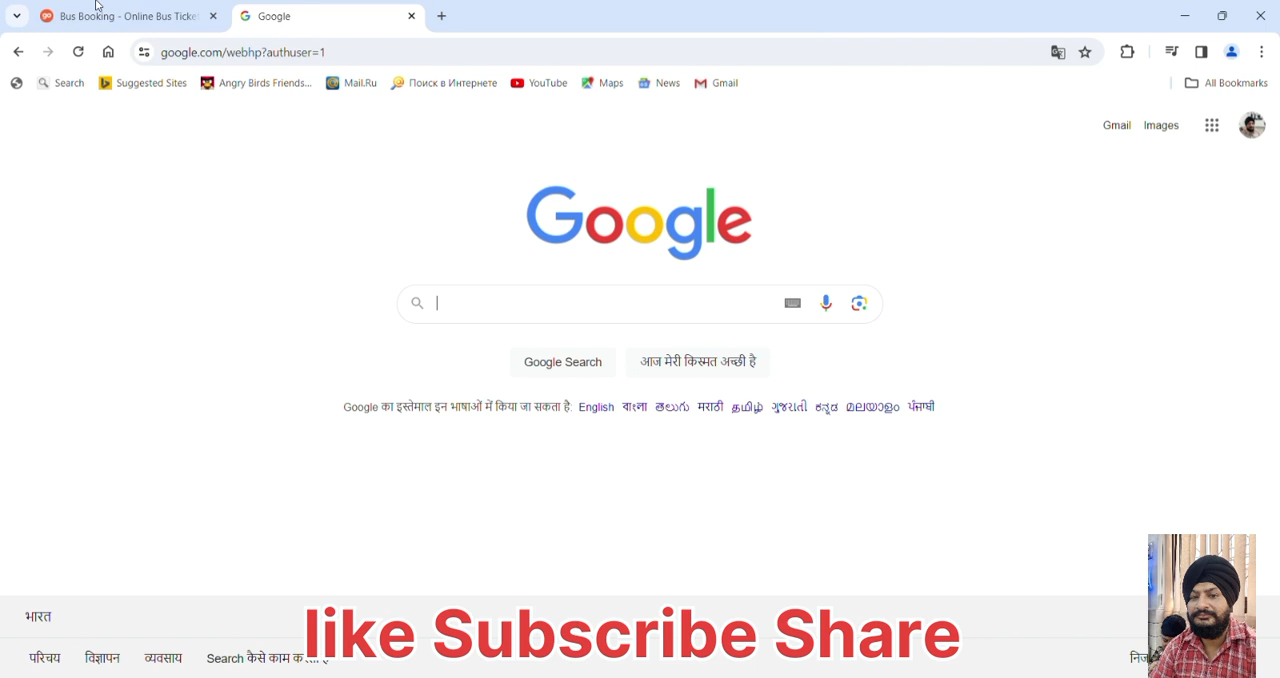 Bus Booking - Online Bus Ticke
Google
google.com/webhp?authuser=1
Search
Suggested Sites
Angry Birds Friends...
Mail.Ru
Поиск в Интернете
YouTube
Maps
News
Gmail
All Bookmarks
Gmail
Images
Google
Google Search
आज मेरी किस्मत अच्छी है
Google का इस्तेमाल इन भाषाओं में किया जा सकता है: English বাংলা తెలుగు मराठी தமிழ் ગુજરાતી ಕನ್ನಡ മലയാളം ਪੰਜਾਬੀ
भारत
like Subscribe Share
परिचय
विज्ञापन
व्यवसाय
Search कैसे काम क
निज